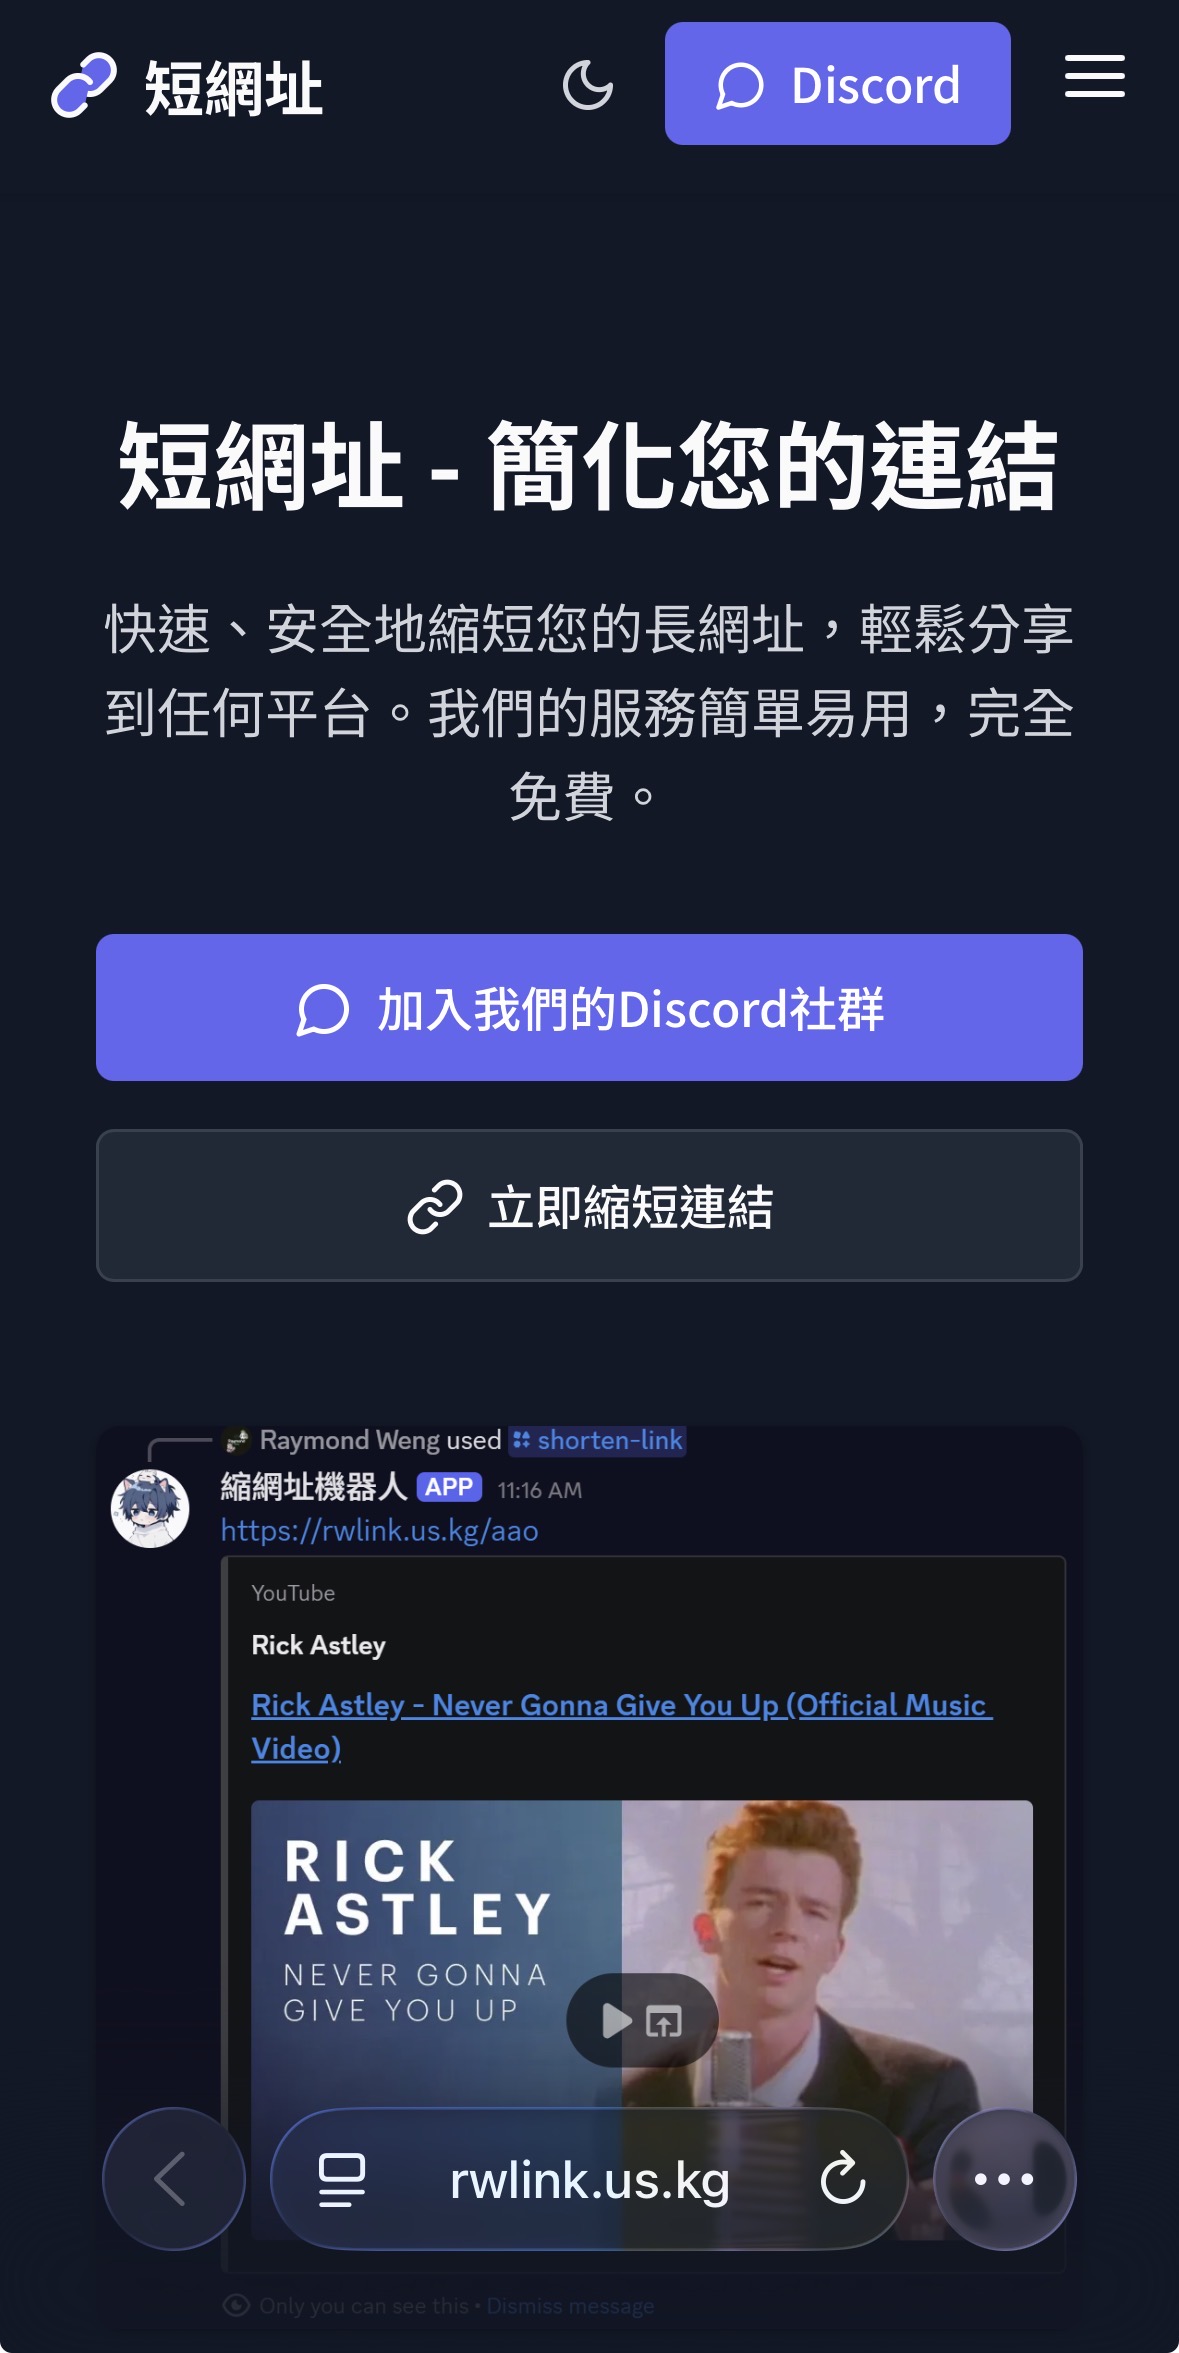 短網址
Discord
短網址 - 簡化您的連結
快速、安全地縮短您的長網址，輕鬆分享
到任何平台。我們的服務簡單易用，完全
免費。
加入我們的Discord社群
立即縮短連結
Raymond Weng used shorten-link
縮網址機器人 APP 11:16 AM
https://rwlink.us.kg/aao
YouTube
Rick Astley
Rick Astley - Never Gonna Give You Up (Official Music
Video)
RICK
ASTLEY
NEVER GONNA
GIVE YOU UP
rwlink.us.kg
Only you can see this • Dismiss message